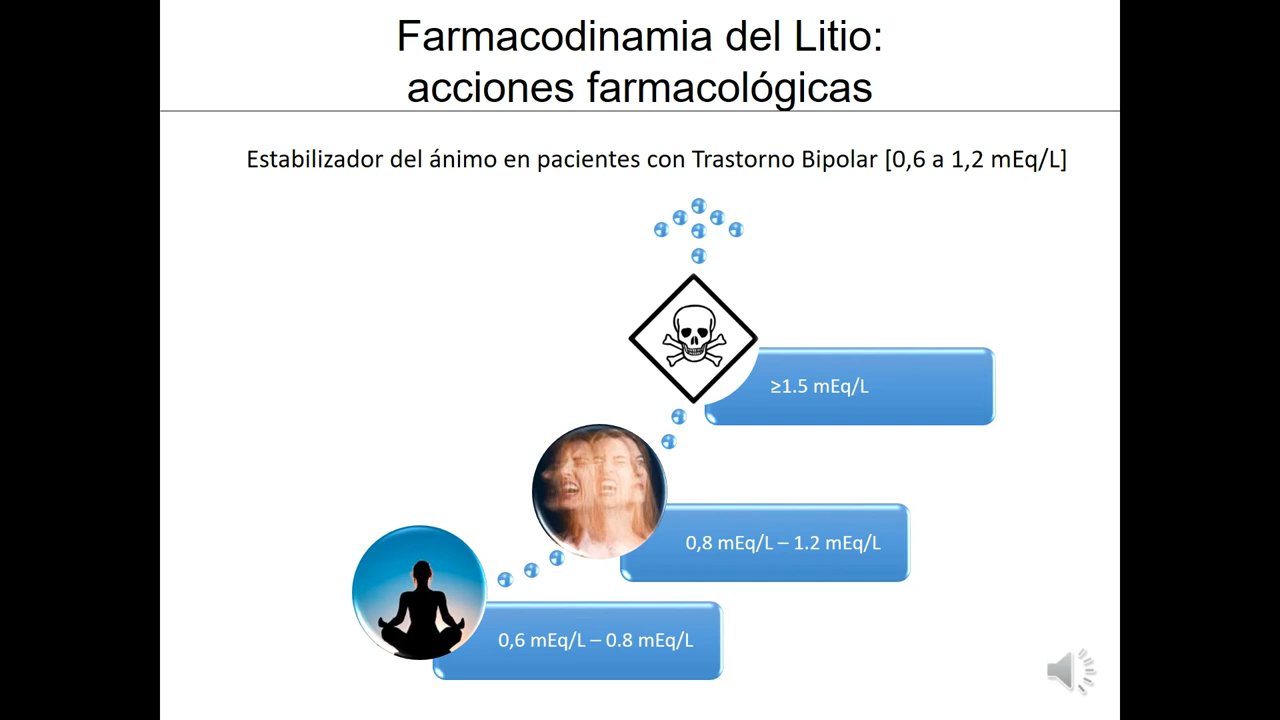 Farmacodinamia del Litio:
acciones farmacológicas
Estabilizador del ánimo en pacientes con Trastorno Bipolar [0,6 a 1,2 mEq/L]
≥1.5 mEq/L
0,8 mEq/L – 1.2 mEq/L
0,6 mEq/L – 0.8 mEq/L